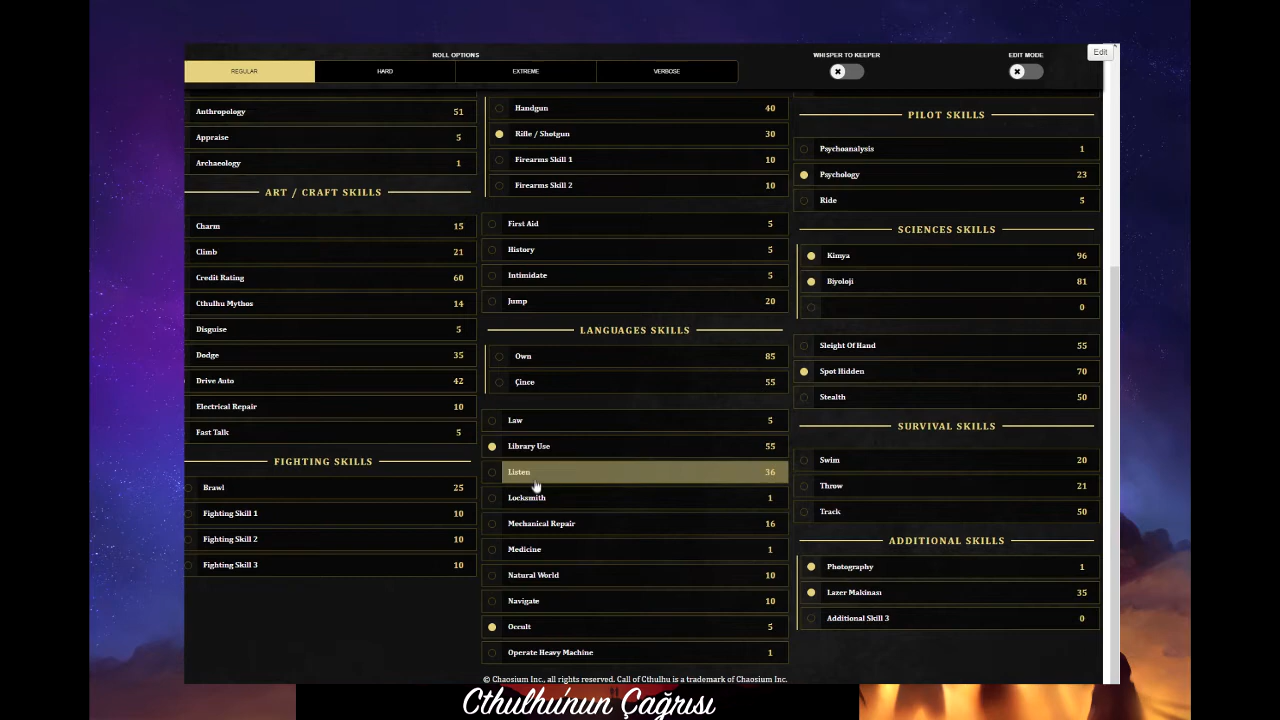 ROLL OPTIONS
WHISPER TO KEEPER
EDIT MODE
Edit
REGULAR
HARD
EXTREME
VERBOSE
Anthropology 51
Appraise 5
Archaeology 1
ART / CRAFT SKILLS
Charm 15
Climb 21
Credit Rating 60
Cthulhu Mythos 14
Disguise 5
Dodge 35
Drive Auto 42
Electrical Repair 10
Fast Talk 5
FIGHTING SKILLS
Brawl 25
Fighting Skill 1 10
Fighting Skill 2 10
Fighting Skill 3 10
Handgun 40
Rifle / Shotgun 30
Firearms Skill 1 10
Firearms Skill 2 10
First Aid 5
History 5
Intimidate 5
Jump 20
LANGUAGES SKILLS
Own 85
Çince 55
Law 5
Library Use 55
Listen 36
Locksmith 1
Mechanical Repair 16
Medicine 1
Natural World 10
Navigate 10
Occult 5
Operate Heavy Machine 1
PILOT SKILLS
Psychoanalysis 1
Psychology 23
Ride 5
SCIENCES SKILLS
Kimya 96
Biyoloji 81
0
Sleight Of Hand 55
Spot Hidden 70
Stealth 50
SURVIVAL SKILLS
Swim 20
Throw 21
Track 50
ADDITIONAL SKILLS
Photography 1
Lazer Makinası 35
Additional Skill 3 0
© Chaosium Inc., all rights reserved. Call of Cthulhu is a trademark of Chaosium Inc.
Cthulhu'nun Çağrısı